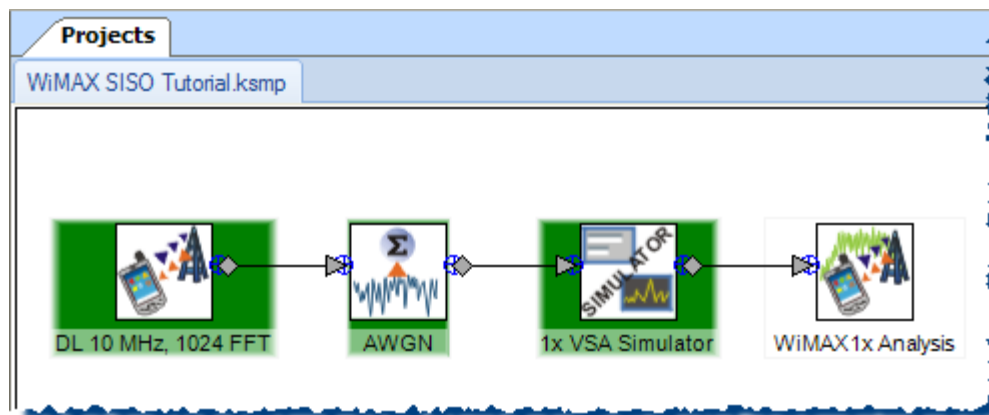 Projects
WiMAX SISO Tutorial.ksmp
Σ
SIMULATOR
DL 10 MHz, 1024 FFT
AWGN
1x VSA Simulator
WiMAX 1x Analysis